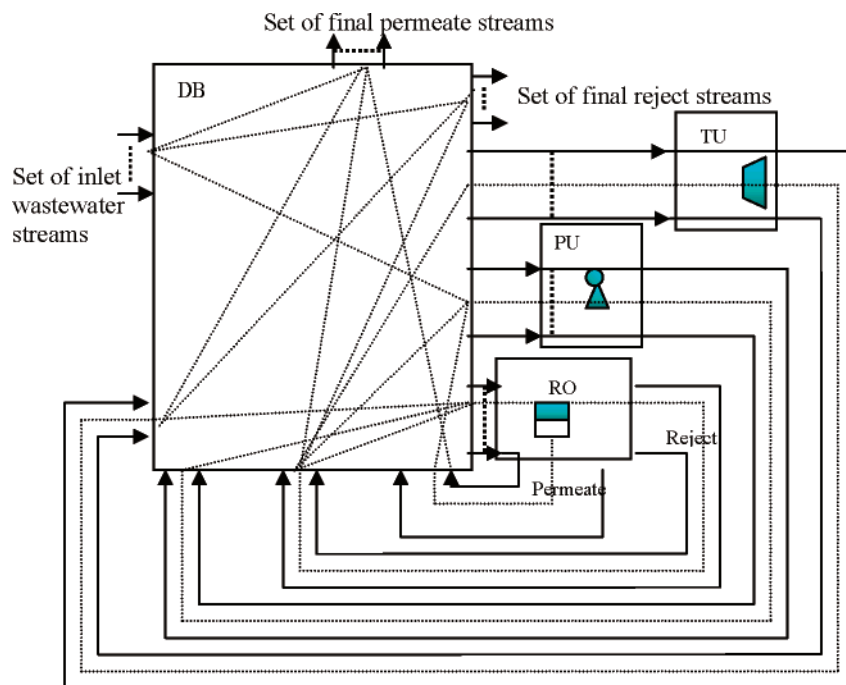 Set of final permeate streams
DB
Set of final reject streams
TU
Set of inlet
wastewater
streams
PU
RO
Reject
Permeate